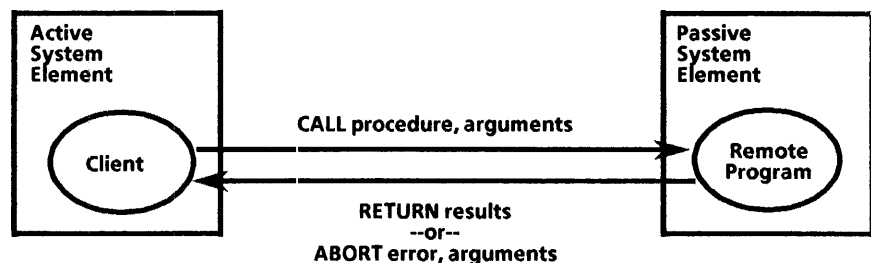 Active
System
Element
Client
CALL procedure, arguments
RETURN results
--or--
ABORT error, arguments
Passive
System
Element
Remote
Program